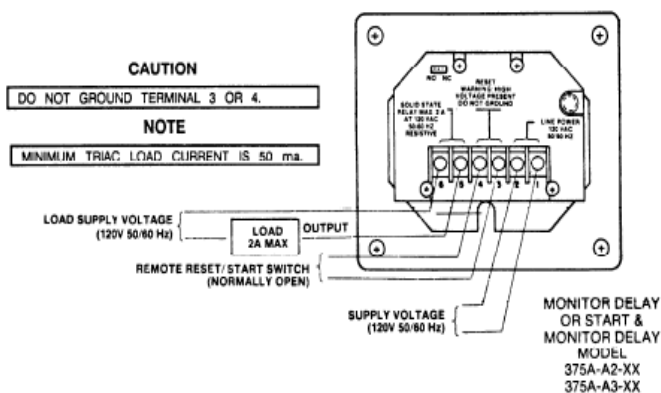 CAUTION
DO NOT GROUND TERMINAL 3 OR 4.
NOTE
MINIMUM TRIAC LOAD CURRENT IS 50 ma.
NO NC
RESET
WARNING HIGH
VOLTAGE PRESENT
DO NOT GROUND
SOLID STATE
RELAY MAX 2 A
AT 120 VAC
50/60 HZ
RESISTIVE
LINE POWER
120 VAC
50/60 HZ
6 5 4 3 2 1
LOAD SUPPLY VOLTAGE
(120V 50/60 Hz)
LOAD
2A MAX
OUTPUT
REMOTE RESET/START SWITCH
(NORMALLY OPEN)
SUPPLY VOLTAGE
(120V 50/60 Hz)
MONITOR DELAY
OR START &
MONITOR DELAY
MODEL
375A-A2-XX
375A-A3-XX